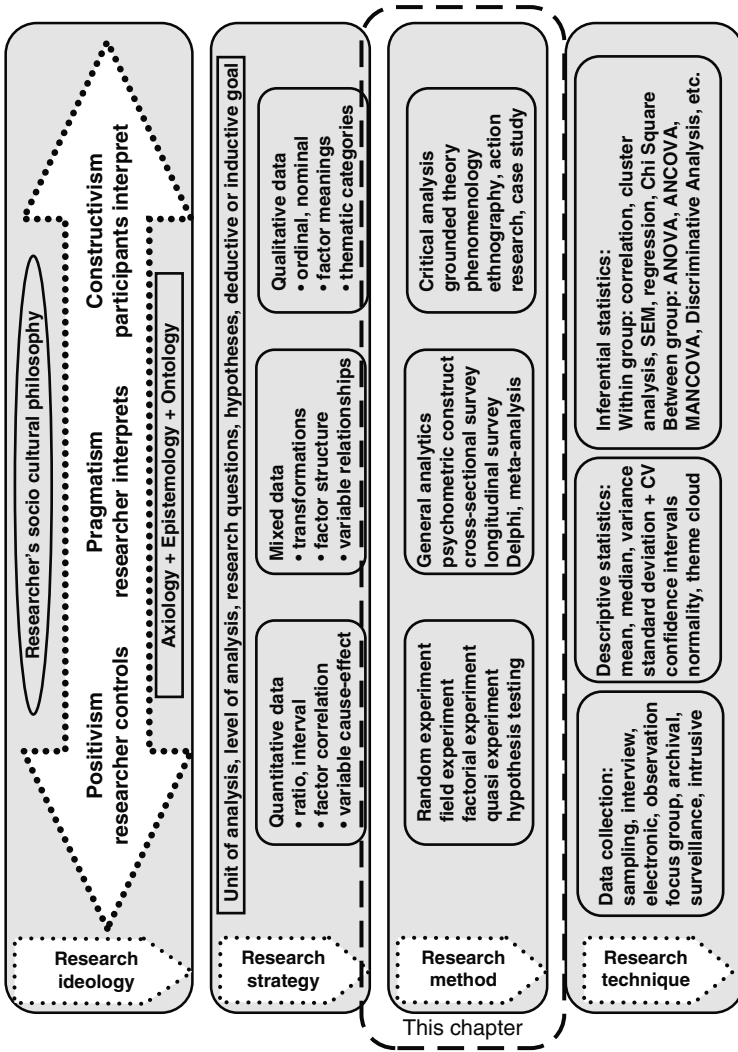 Research
ideology
Researcher's socio cultural philosophy
Positivism
researcher controls
Pragmatism
researcher interprets
Constructivism
participants interpret
Axiology + Epistemology + Ontology
Research
strategy
Unit of analysis, level of analysis, research questions, hypotheses, deductive or inductive goal
Quantitative data
• ratio, interval
• factor correlation
• variable cause-effect
Mixed data
• transformations
• factor structure
• variable relationships
Qualitative data
• ordinal, nominal
• factor meanings
• thematic categories
Research
method
Random experiment
field experiment
factorial experiment
quasi experiment
hypothesis testing
General analytics
psychometric construct
cross-sectional survey
longitudinal survey
Delphi, meta-analysis
Critical analysis
grounded theory
phenomenology
ethnography, action
research, case study
This chapter
Research
technique
Data collection:
sampling, interview,
electronic, observation
focus group, archival,
surveillance, intrusive
Descriptive statistics:
mean, median, variance
standard deviation + CV
confidence intervals
normality, theme cloud
Inferential statistics:
Within group: correlation, cluster
analysis, SEM, regression, Chi Square
Between group: ANOVA, ANCOVA,
MANCOVA, Discriminative Analysis, etc.